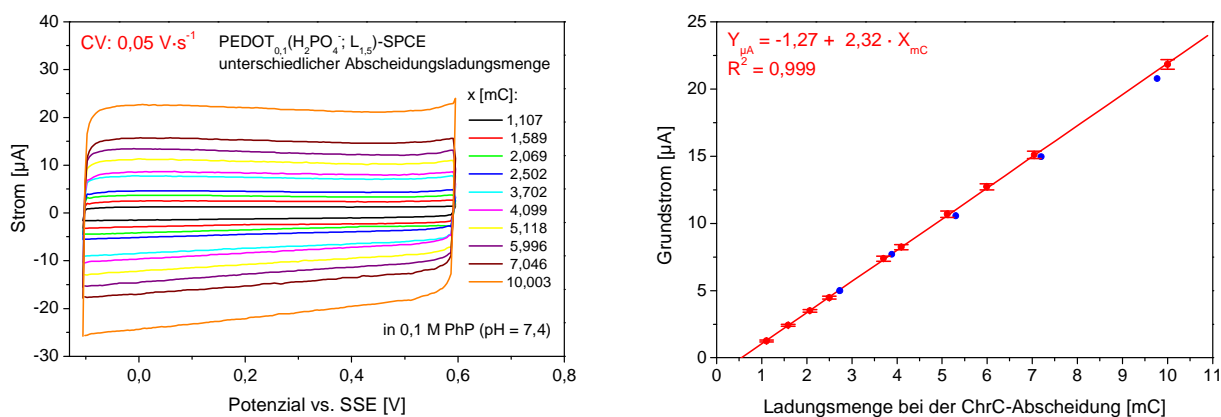 CV: 0,05 V·s⁻¹
PEDOT₀,₁(H₂PO₄⁻; L₁,₅)-SPCE
unterschiedlicher Abscheidungsladungsmenge
x [mC]:
1,107
1,589
2,069
2,502
3,702
4,099
5,118
5,996
7,046
10,003
in 0,1 M PhP (pH = 7,4)
40
30
20
10
0
-10
-20
-30
Strom [µA]
0,0 0,2 0,4 0,6 0,8
Potenzial vs. SSE [V]
Y_µA = -1,27 + 2,32 · X_mC
R² = 0,999
25
20
15
10
5
0
Grundstrom [µA]
0 1 2 3 4 5 6 7 8 9 10 11
Ladungsmenge bei der ChrC-Abscheidung [mC]